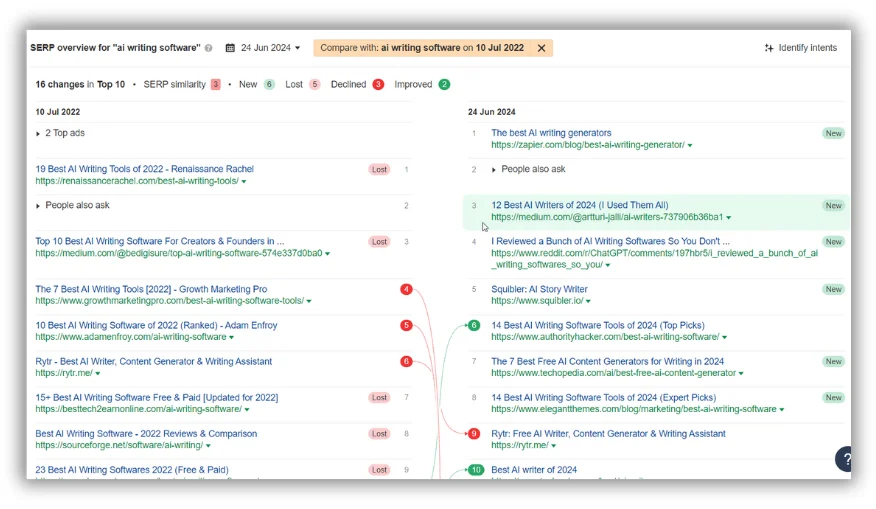 SERP overview for "ai writing software" ? 24 Jun 2024 Compare with: ai writing software on 10 Jul 2022 Identify intents
16 changes in Top 10 • SERP similarity 3 • New 6 Lost 5 Declined 3 Improved 2
10 Jul 2022
2 Top ads
19 Best AI Writing Tools of 2022 - Renaissance Rachel Lost 1
https://renaissancerachel.com/best-ai-writing-tools/
People also ask 2
Top 10 Best AI Writing Software For Creators & Founders in ... Lost 3
https://medium.com/@bedigisure/top-ai-writing-software-574e337d0ba0
The 7 Best AI Writing Tools [2022] - Growth Marketing Pro 4
https://www.growthmarketingpro.com/best-ai-writing-software-tools/
10 Best AI Writing Software of 2022 (Ranked) - Adam Enfroy 5
https://www.adamenfroy.com/ai-writing-software
Rytr - Best AI Writer, Content Generator & Writing Assistant 6
https://rytr.me/
15+ Best AI Writing Software Free & Paid [Updated for 2022] Lost 7
https://besttech2earnonline.com/ai-writing-software/
Best AI Writing Software - 2022 Reviews & Comparison Lost 8
https://sourceforge.net/software/ai-writing/
23 Best AI Writing Softwares 2022 (Free & Paid) Lost 9
24 Jun 2024
1 The best AI writing generators New
https://zapier.com/blog/best-ai-writing-generator/
2 People also ask
3 12 Best AI Writers of 2024 (I Used Them All) New
https://medium.com/@artturi-jalli/ai-writers-737906b36ba1
4 I Reviewed a Bunch of AI Writing Softwares So You Don't ... New
https://www.reddit.com/r/ChatGPT/comments/197hbr5/i_reviewed_a_bunch_of_ai
_writing_softwares_so_you/
5 Squibler: AI Story Writer New
https://www.squibler.io/
6 14 Best AI Writing Software Tools of 2024 (Top Picks)
https://www.authorityhacker.com/best-ai-writing-software/
7 The 7 Best Free AI Content Generators for Writing in 2024 New
https://www.techopedia.com/ai/best-free-ai-content-generator
8 14 Best AI Writing Software Tools of 2024 (Expert Picks) New
https://www.elegantthemes.com/blog/marketing/best-ai-writing-software
9 Rytr: Free AI Writer, Content Generator & Writing Assistant
https://rytr.me/
10 Best AI writer of 2024
?